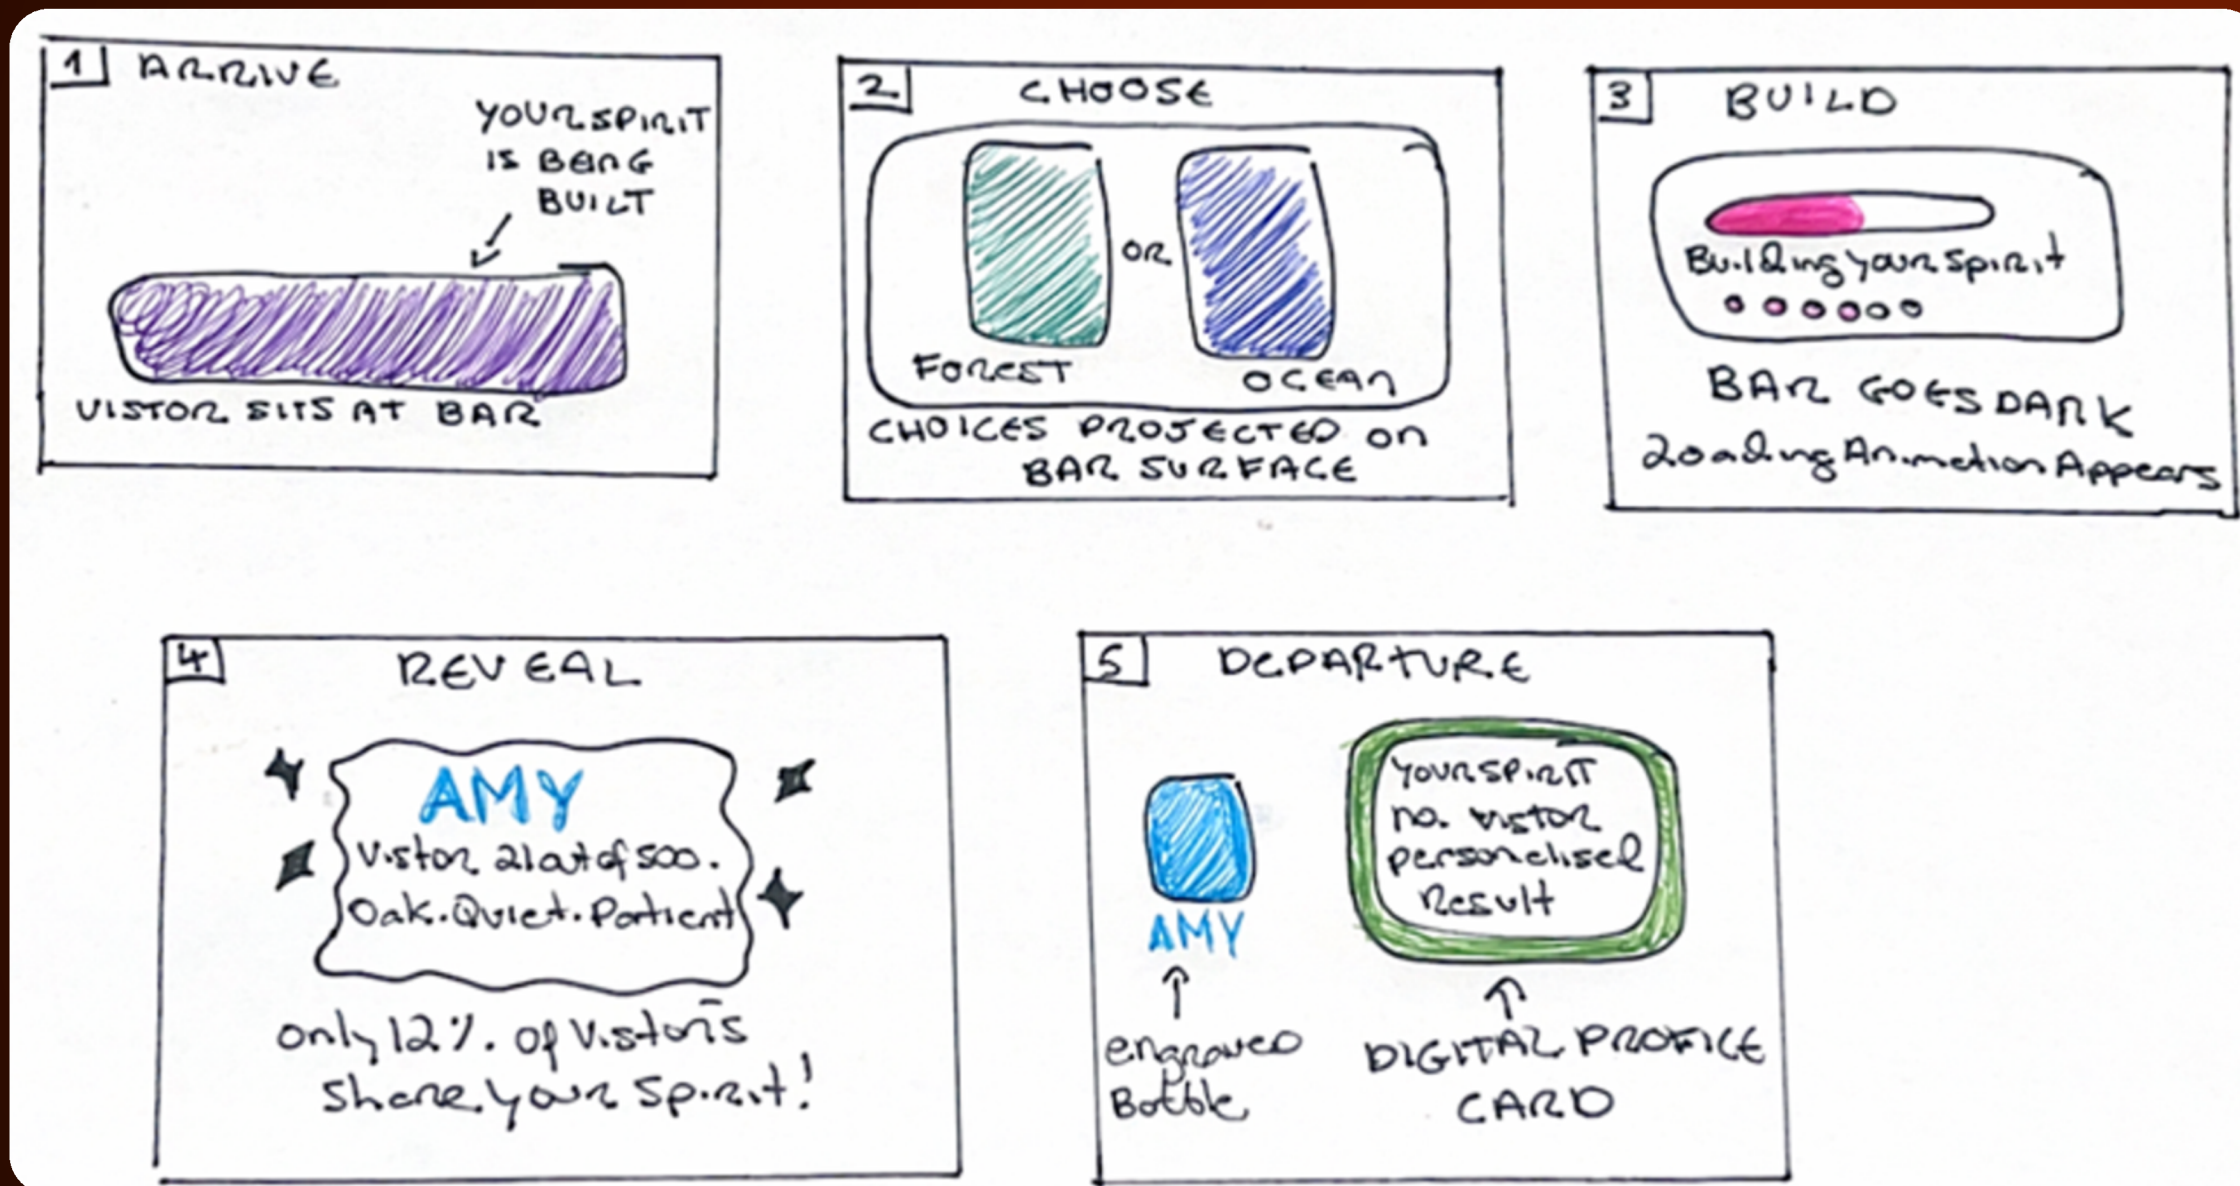 1 ARRIVE
YOUR SPIRIT
IS BEING
BUILT
VISTOR SITS AT BAR
2 CHOOSE
OR
FOREST
OCEAN
CHOICES PROJECTED ON
BAR SURFACE
3 BUILD
Building your spirit
BAR GOES DARK
Loading Animation Appears
4 REVEAL
AMY
Vistor 21 out of 500.
Oak. Quiet. Patient
only 12% of Vistors
share your spirit!
5 DEPARTURE
YOUR SPIRIT
no. vistor
personalised
Result
AMY
engraved
Bottle
DIGITAL PROFILE
CARD